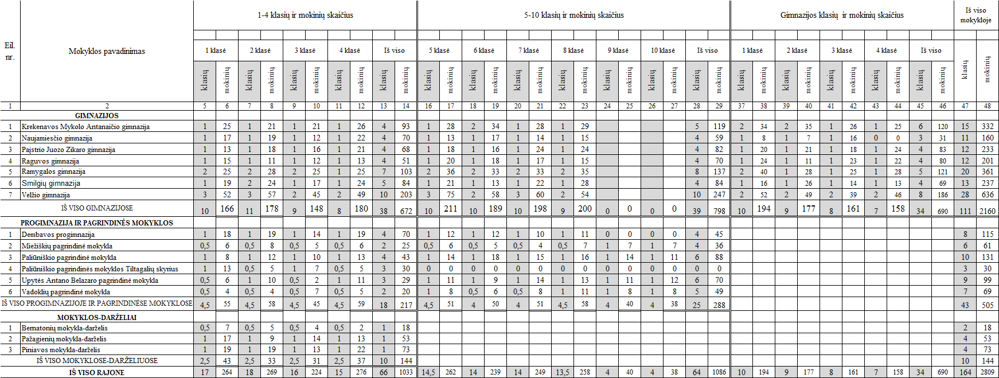 1-4 klasių ir mokinių skaičius 5-10 klasių ir mokinių skaičius Gimnazijos klasių ir mokinių skaičius Iš viso mokykloje
Eil. nr. Mokyklos pavadinimas 1 klasė 2 klasė 3 klasė 4 klasė Iš viso 5 klasė 6 klasė 7 klasė 8 klasė 9 klasė 10 klasė Iš viso 1 klasė 2 klasė 3 klasė 4 klasė Iš viso
klasių mokinių klasių mokinių klasių mokinių klasių mokinių klasių mokinių klasių mokinių klasių mokinių klasių mokinių klasių mokinių klasių mokinių klasių mokinių klasių mokinių klasių mokinių klasių mokinių klasių mokinių klasių mokinių klasių mokinių klasių mokinių
1 2 5 6 7 8 9 10 11 12 13 14 16 17 18 19 20 21 22 23 24 25 26 27 28 29 37 38 39 40 41 42 43 44 45 46 47 48
GIMNAZIJOS
1 Krekenavos Mykolo Antanaičio gimnazija 1 25 1 21 1 21 1 26 4 93 1 28 2 34 1 28 1 29 5 119 2 34 2 35 1 26 1 25 6 120 15 332
2 Naujamiesčio gimnazija 1 17 1 19 1 12 1 22 4 70 1 13 1 17 1 14 1 15 4 59 1 8 1 7 1 16 0 0 3 31 11 160
3 Paįstrio Juozo Zikaro gimnazija 1 13 1 18 1 16 1 21 4 68 1 18 1 16 1 24 1 24 4 82 1 20 1 21 1 18 1 24 4 83 12 233
4 Raguvos gimnazija 1 15 1 11 1 12 1 13 4 51 1 20 1 18 1 17 1 15 4 70 1 24 1 11 1 23 1 22 4 80 12 201
5 Ramygalos gimnazija 2 25 2 28 2 25 1 25 7 103 2 36 2 33 2 33 2 35 8 137 2 40 1 28 1 25 1 28 5 121 20 361
6 Smilgių gimnazija 1 19 2 24 1 17 1 24 5 84 1 21 1 13 1 22 1 28 4 84 1 16 1 26 1 14 1 13 4 69 13 237
7 Velžio gimnazija 3 52 3 57 2 45 2 49 10 203 3 75 2 58 3 60 2 54 10 247 2 52 2 49 2 39 2 46 8 186 28 636
IŠ VISO GIMNAZIJOSE 10 166 11 178 9 148 8 180 38 672 10 211 10 189 10 198 9 200 0 0 0 0 39 798 10 194 9 177 8 161 7 158 34 690 111 2160
PROGIMNAZIJA IR PAGRINDINĖS MOKYKLOS
1 Dembavos progimnazija 1 18 1 19 1 14 1 19 4 70 1 12 1 12 1 10 1 11 0 0 0 0 4 45 8 115
2 Miežiškių pagrindinė mokykla 0,5 6 0,5 8 0,5 5 0,5 6 2 25 0,5 6 0,5 5 0,5 4 0,5 7 1 7 1 7 4 36 6 61
3 Paliūniškio pagrindinė mokykla 1 8 1 12 1 10 1 13 4 43 1 14 1 18 1 15 1 16 1 14 1 11 6 88 10 131
4 Paliūniškio pagrindinės mokyklos Tiltagalių skyrius 1 13 0,5 5 1 7 0,5 5 3 30 0 0 0 0 0 0 0 0 0 0 0 0 0 0 3 30
5 Upytės Antano Belazaro pagrindinė mokykla 0,5 6 1 10 0,5 2 1 11 3 29 1 11 1 9 1 14 1 13 1 11 1 12 6 70 9 99
6 Vadoklių pagrindinė mokykla 0,5 4 0,5 4 0,5 7 0,5 5 2 20 1 8 0,5 6 0,5 8 1 11 1 8 1 8 5 49 7 69
IŠ VISO PROGIMNAZIJOJE IR PAGRINDINĖSE MOKYKLOSE 4,5 55 4,5 58 4,5 45 4,5 59 18 217 4,5 51 4 50 4 51 4,5 58 4 40 4 38 25 288 43 505
MOKYKLOS-DARŽELIAI
1 Bernatonių mokykla-darželis 0,5 7 0,5 5 0,5 4 0,5 2 1 18 2 18
2 Pažagienių mokykla-darželis 1 17 1 9 1 14 1 13 1 53 4 53
3 Piniavos mokykla-darželis 1 19 1 19 1 13 1 22 1 73 4 73
IŠ VISO MOKYKLOSE-DARŽELIUOSE 2,5 43 2,5 33 2,5 31 2,5 37 10 144 10 144
IŠ VISO RAJONE 17 264 18 269 16 224 15 276 66 1033 14,5 262 14 239 14 249 13,5 258 4 40 4 38 64 1086 10 194 9 177 8 161 7 158 34 690 164 2809